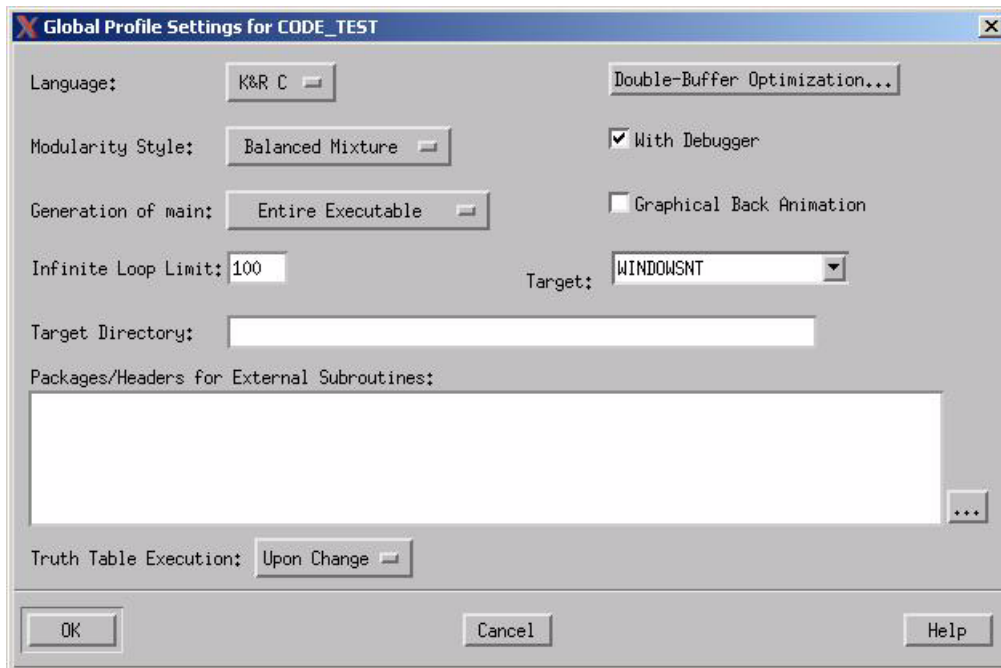 Global Profile Settings for CODE_TEST
Language: K&R C Double-Buffer Optimization...
Modularity Style: Balanced Mixture With Debugger
Generation of main: Entire Executable Graphical Back Animation
Infinite Loop Limit: 100 Target: WINDOWSNT
Target Directory:
Packages/Headers for External Subroutines:
...
Truth Table Execution: Upon Change
OK Cancel Help